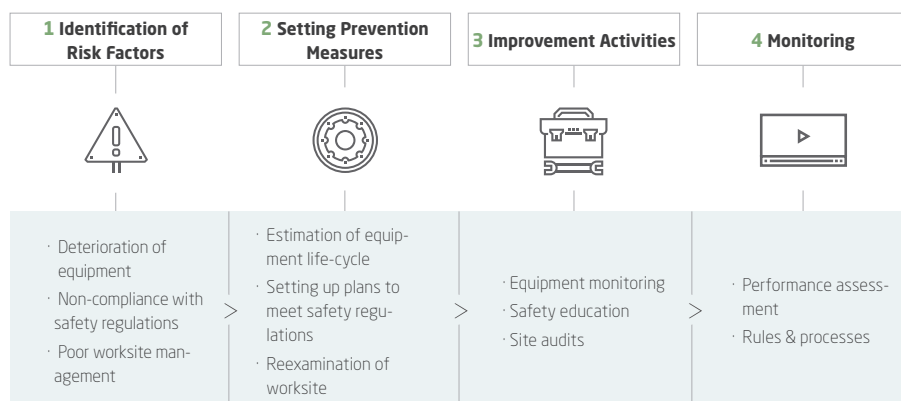 1 Identification of
Risk Factors
2 Setting Prevention
Measures
3 Improvement Activities
4 Monitoring
· Deterioration of
equipment
· Non-compliance with
safety regulations
· Poor worksite man-
agement
>
· Estimation of equip-
ment life-cycle
· Setting up plans to
meet safety regu-
lations
· Reexamination of
worksite
>
· Equipment monitoring
· Safety education
· Site audits
>
· Performance assess-
ment
· Rules & processes